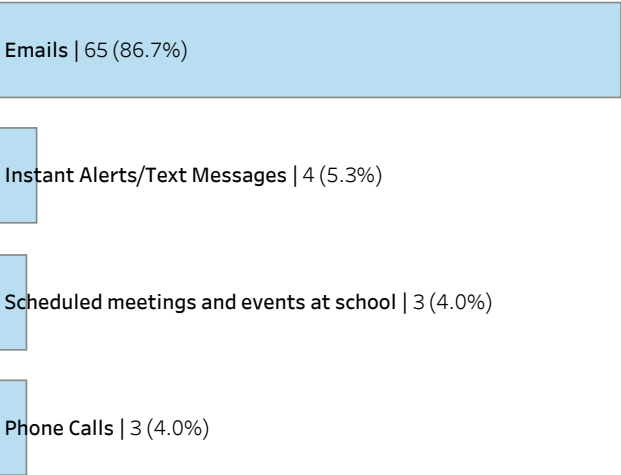 Emails | 65 (86.7%)
Instant Alerts/Text Messages | 4 (5.3%)
Scheduled meetings and events at school | 3 (4.0%)
Phone Calls | 3 (4.0%)